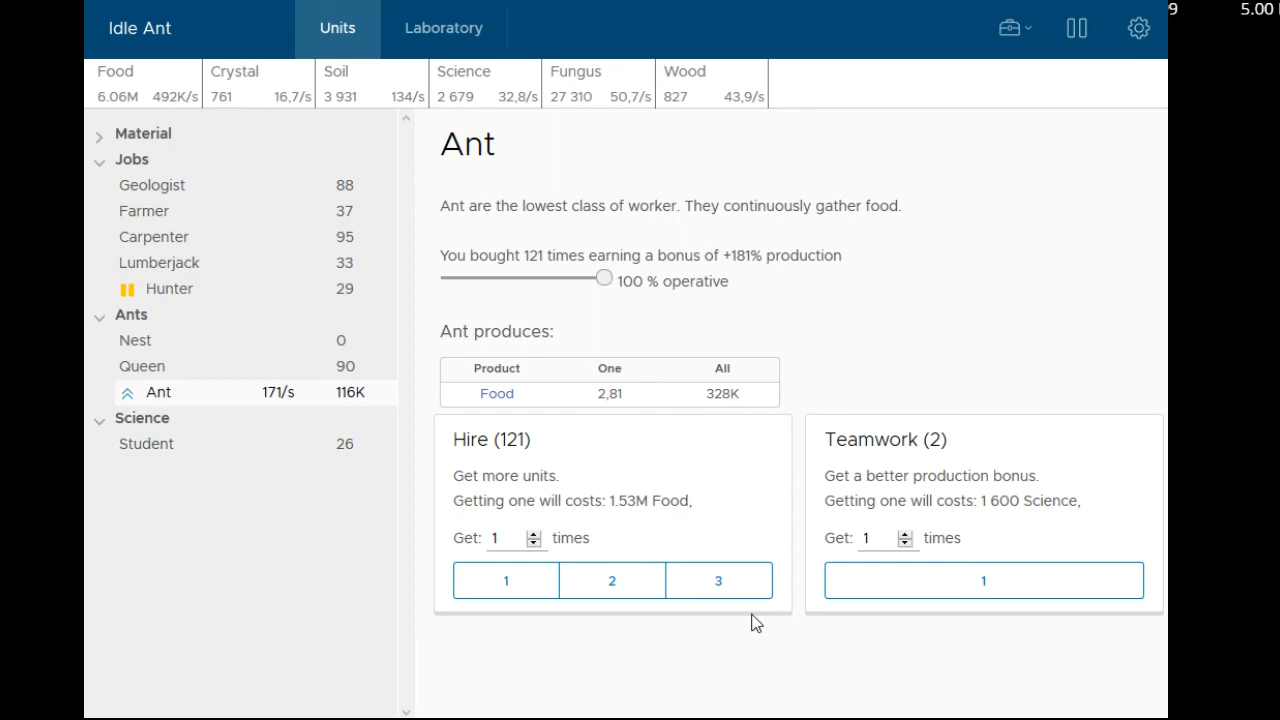 Idle Ant Units Laboratory
9 5.00
Food Crystal Soil Science Fungus Wood
6.06M 492K/s 761 16,7/s 3 931 134/s 2 679 32,8/s 27 310 50,7/s 827 43,9/s
Material
Jobs
Geologist 88
Farmer 37
Carpenter 95
Lumberjack 33
Hunter 29
Ants
Nest 0
Queen 90
Ant 171/s 116K
Science
Student 26
Ant
Ant are the lowest class of worker. They continuously gather food.
You bought 121 times earning a bonus of +181% production
100 % operative
Ant produces:
Product One All
Food 2,81 328K
Hire (121)
Get more units.
Getting one will costs: 1.53M Food,
Get: 1 times
1 2 3
Teamwork (2)
Get a better production bonus.
Getting one will costs: 1 600 Science,
Get: 1 times
1